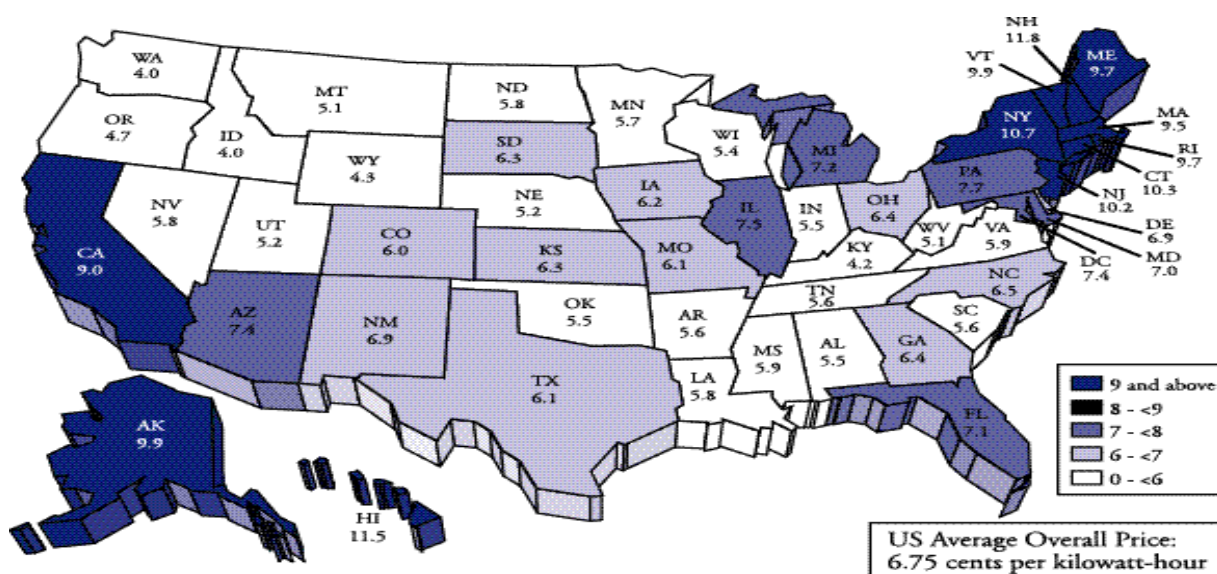 NH
11.8
WA
4.0
VT
9.9
ME
9.7
MT
5.1
ND
5.8
MN
5.7
OR
4.7
ID
4.0
WI
5.4
NY
10.7
MA
9.5
SD
6.3
MI
7.2
RI
9.7
WY
4.3
PA
7.7
CT
10.3
IA
6.2
NE
5.2
NJ
10.2
NV
5.8
IL
7.5
IN
5.5
OH
6.4
UT
5.2
CO
6.0
WV
5.1
VA
5.9
DE
6.9
CA
9.0
KS
6.3
MO
6.1
KY
4.2
DC
7.4
MD
7.0
NC
6.5
TN
5.6
OK
5.5
AZ
7.4
NM
6.9
AR
5.6
SC
5.6
MS
5.9
AL
5.5
GA
6.4
TX
6.1
LA
5.8
9 and above
8 - <9
7 - <8
6 - <7
0 - <6
AK
9.9
FL
7.1
HI
11.5
US Average Overall Price:
6.75 cents per kilowatt-hour